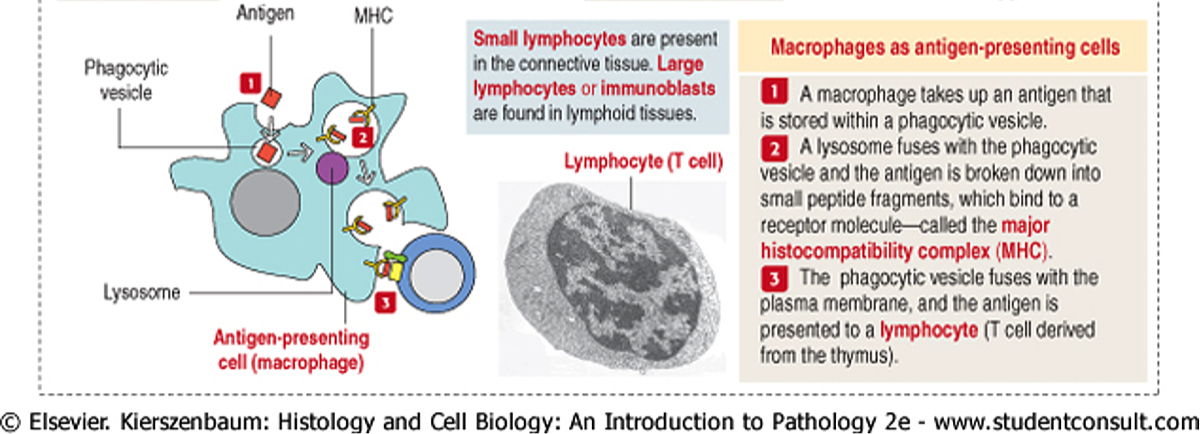 Antigen
MHC
Phagocytic
vesicle
1
2
3
Lysosome
Antigen-presenting
cell (macrophage)
Small lymphocytes are present
in the connective tissue. Large
lymphocytes or immunoblasts
are found in lymphoid tissues.
Lymphocyte (T cell)
Macrophages as antigen-presenting cells
1 A macrophage takes up an antigen that
is stored within a phagocytic vesicle.
2 A lysosome fuses with the phagocytic
vesicle and the antigen is broken down into
small peptide fragments, which bind to a
receptor molecule—called the major
histocompatibility complex (MHC).
3 The phagocytic vesicle fuses with the
plasma membrane, and the antigen is
presented to a lymphocyte (T cell derived
from the thymus).
© Elsevier. Kierszenbaum: Histology and Cell Biology: An Introduction to Pathology 2e - www.studentconsult.com